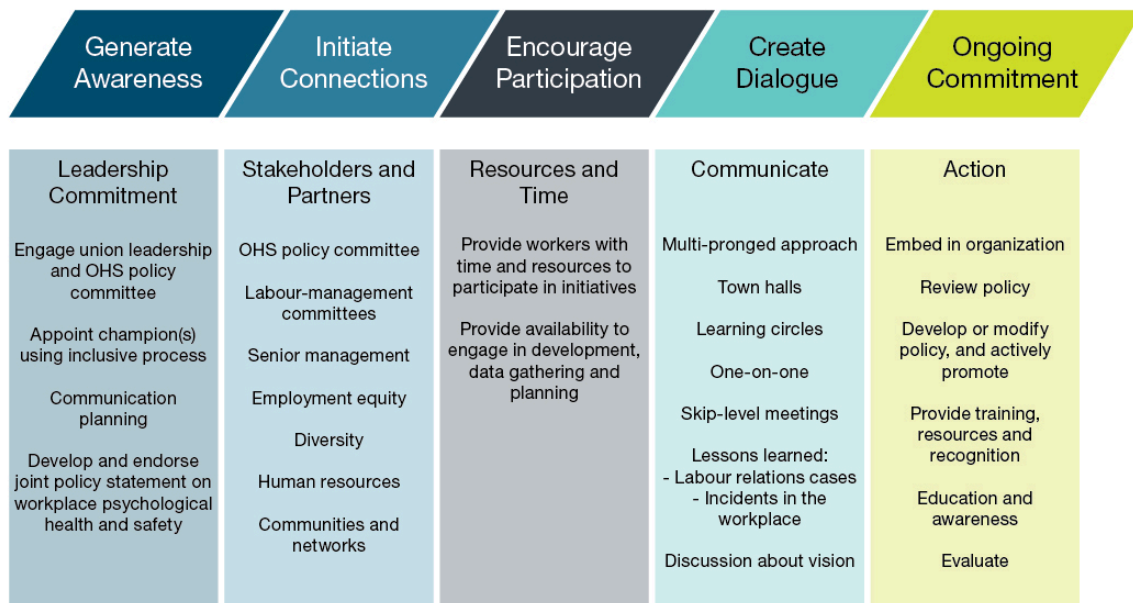 Generate
Awareness
Initiate
Connections
Encourage
Participation
Create
Dialogue
Ongoing
Commitment
Leadership
Commitment
Engage union leadership
and OHS policy
committee
Appoint champion(s)
using inclusive process
Communication
planning
Develop and endorse
joint policy statement on
workplace psychological
health and safety
Stakeholders and
Partners
OHS policy committee
Labour-management
committees
Senior management
Employment equity
Diversity
Human resources
Communities and
networks
Resources and
Time
Provide workers with
time and resources to
participate in initiatives
Provide availability to
engage in development,
data gathering and
planning
Communicate
Multi-pronged approach
Town halls
Learning circles
One-on-one
Skip-level meetings
Lessons learned:
- Labour relations cases
- Incidents in the
workplace
Discussion about vision
Action
Embed in organization
Review policy
Develop or modify
policy, and actively
promote
Provide training,
resources and
recognition
Education and
awareness
Evaluate